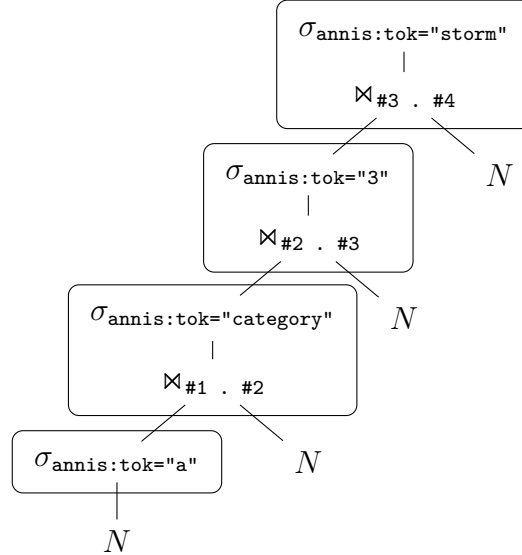 σannis:tok="storm"
⋈#3 . #4
σannis:tok="3"
N
⋈#2 . #3
σannis:tok="category"
N
⋈#1 . #2
σannis:tok="a"
N
N